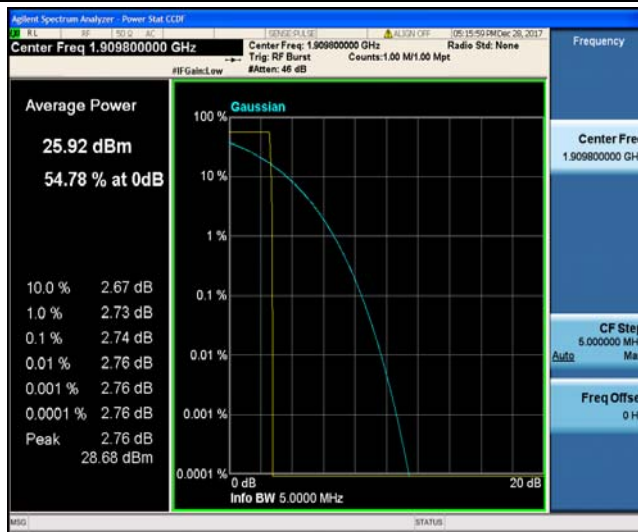 Agilent Spectrum Analyzer - Power Stat CCDF
RL RF 50 Ω AC SENSE:PULSE ALIGN OFF 05:15:59 PM Dec 28, 2017
Center Freq 1.909800000 GHz
Center Freq: 1.909800000 GHz
Radio Std: None
Trig: RF Burst
Counts:1.00 M/1.00 Mpt
#IFGain:Low
#Atten: 46 dB
Frequency
Average Power
25.92 dBm
54.78 % at 0dB
10.0 % 2.67 dB
1.0 % 2.73 dB
0.1 % 2.74 dB
0.01 % 2.76 dB
0.001 % 2.76 dB
0.0001 % 2.76 dB
Peak 2.76 dB
28.68 dBm
Gaussian
100 %
10 %
1 %
0.1 %
0.01 %
0.001 %
0.0001 %
0 dB
20 dB
Info BW 5.0000 MHz
Center Fre
1.909800000 GH
CF Ste
5.000000 MH
Auto Ma
Freq Offse
0 H
MSG
STATUS